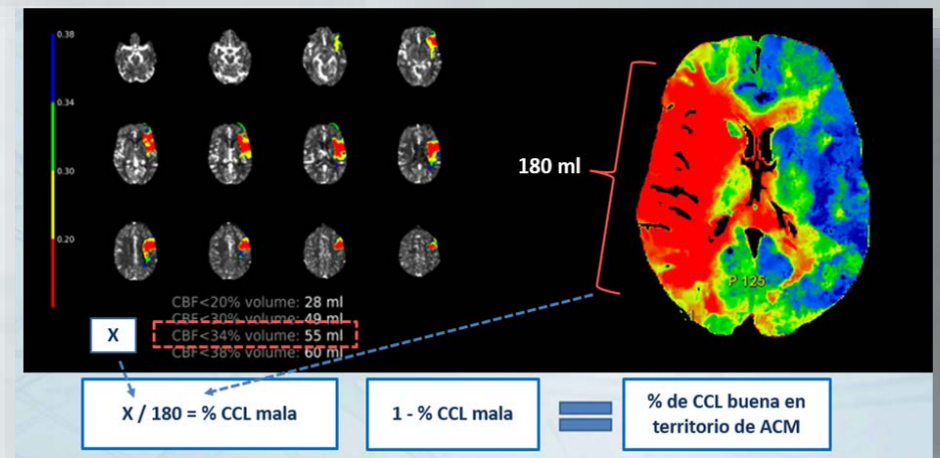 0.38
0.34
0.30
0.20
CBF<20% volume: 28 ml
CBF<30% volume: 49 ml
CBF<34% volume: 55 ml
CBF<38% volume: 60 ml
X
180 ml
P 125
X / 180 = % CCL mala
1 - % CCL mala
% de CCL buena en
territorio de ACM